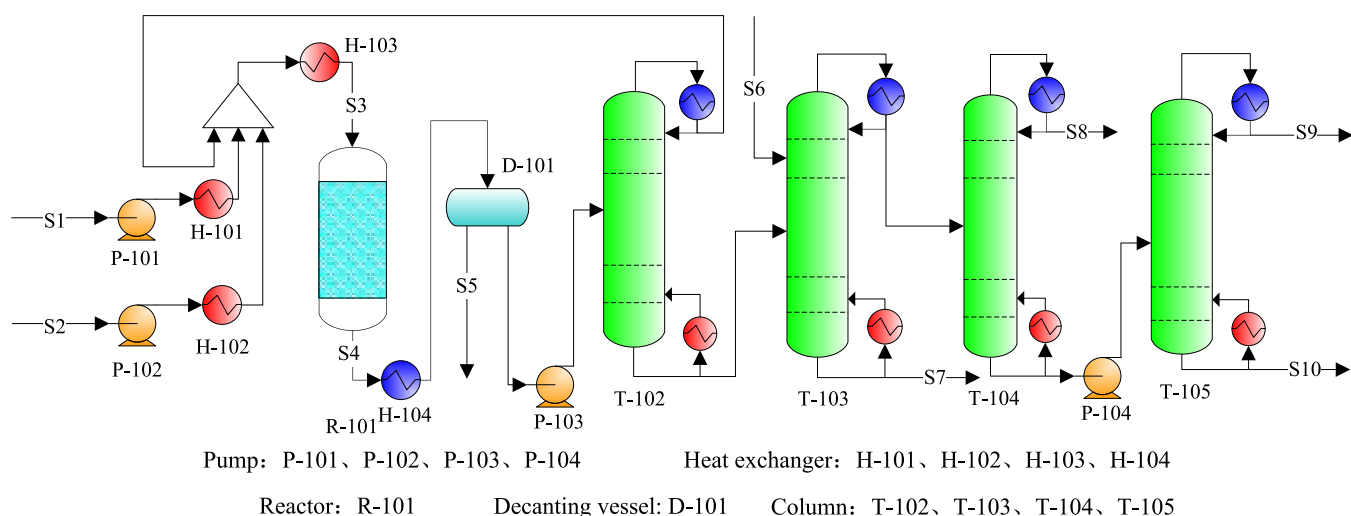 H-103
S3
S6
S8
S9
D-101
S1
H-101
P-101
S5
S2
H-102
P-102
S4
H-104
R-101
P-103
T-102
S7
T-103
T-104
P-104
S10
T-105
Pump：P-101、P-102、P-103、P-104
Heat exchanger：H-101、H-102、H-103、H-104
Reactor：R-101
Decanting vessel: D-101
Column：T-102、T-103、T-104、T-105